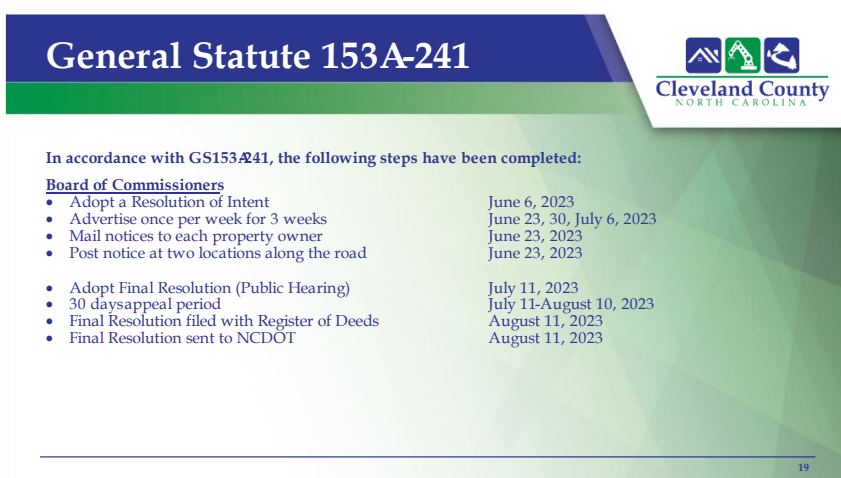 General Statute 153A-241
Cleveland County
NORTH CAROLINA
In accordance with GS153A-241, the following steps have been completed:
Board of Commissioners
• Adopt a Resolution of Intent June 6, 2023
• Advertise once per week for 3 weeks June 23, 30, July 6, 2023
• Mail notices to each property owner June 23, 2023
• Post notice at two locations along the road June 23, 2023
• Adopt Final Resolution (Public Hearing) July 11, 2023
• 30 daysappeal period July 11-August 10, 2023
• Final Resolution filed with Register of Deeds August 11, 2023
• Final Resolution sent to NCDOT August 11, 2023
19